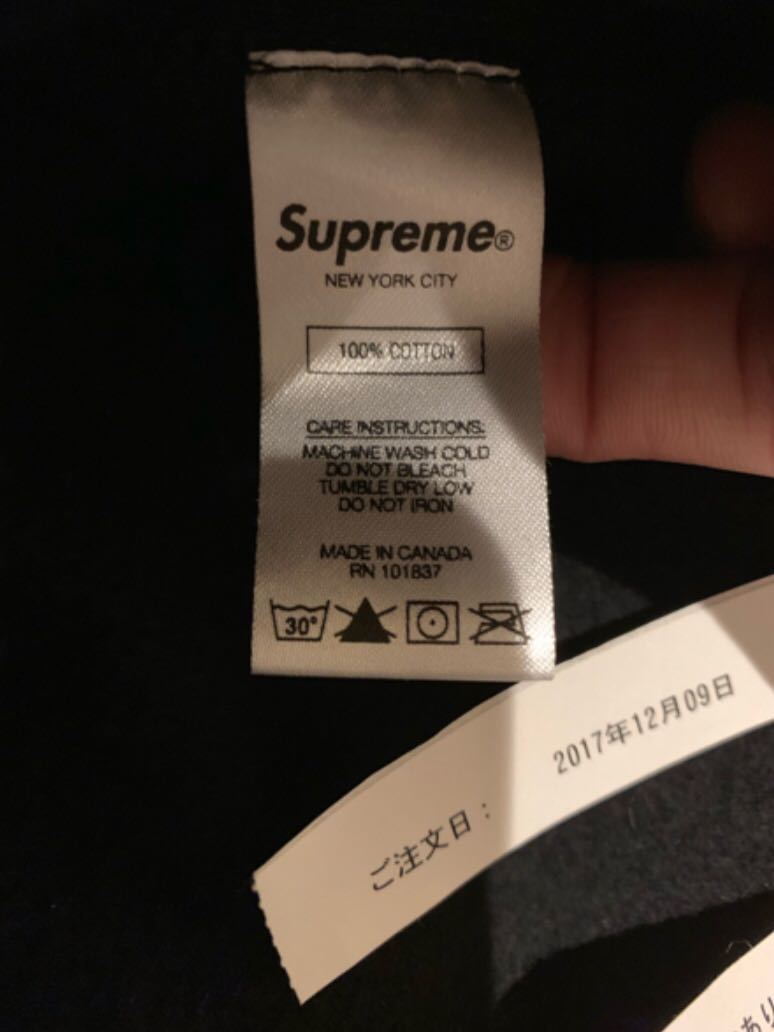 Supreme®
NEW YORK CITY
100% COTTON
CARE INSTRUCTIONS:
MACHINE WASH COLD
DO NOT BLEACH
TUMBLE DRY LOW
DO NOT IRON
MADE IN CANADA
RN 101837
30°
ご注文日： 2017年12月09日
あり